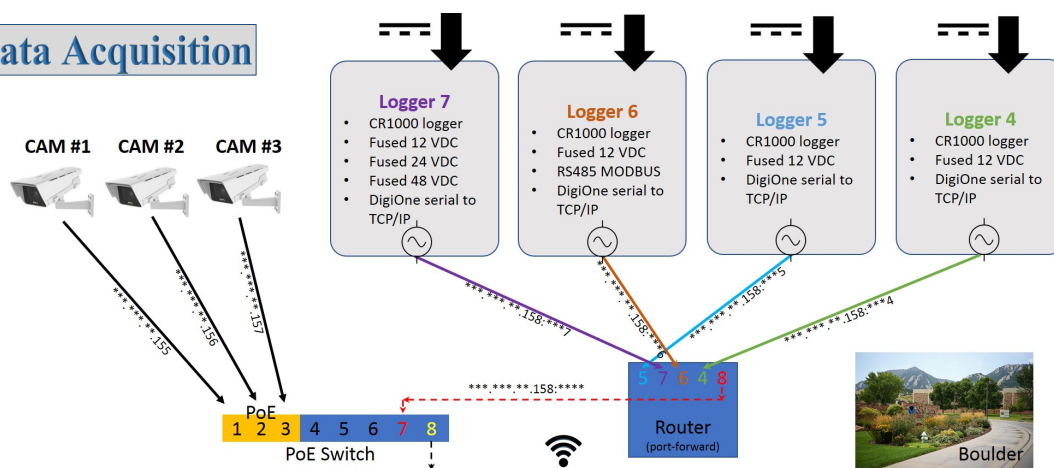 ata Acquisition
CAM #1
CAM #2
CAM #3
Logger 7
• CR1000 logger
• Fused 12 VDC
• Fused 24 VDC
• Fused 48 VDC
• DigiOne serial to
TCP/IP
Logger 6
• CR1000 logger
• Fused 12 VDC
• RS485 MODBUS
• DigiOne serial to
TCP/IP
Logger 5
• CR1000 logger
• Fused 12 VDC
• DigiOne serial to
TCP/IP
Logger 4
• CR1000 logger
• Fused 12 VDC
• DigiOne serial to
TCP/IP
***.***.**.155
***.***.**.156
***.***.**.157
***.***.**.158:***7
***.***.**.158:***6
***.***.**.158:***5
***.***.**.158:***4
***.***.**.158:****
5 7 6 4 8
Router
(port-forward)
PoE
1 2 3 4 5 6 7 8
PoE Switch
Boulder